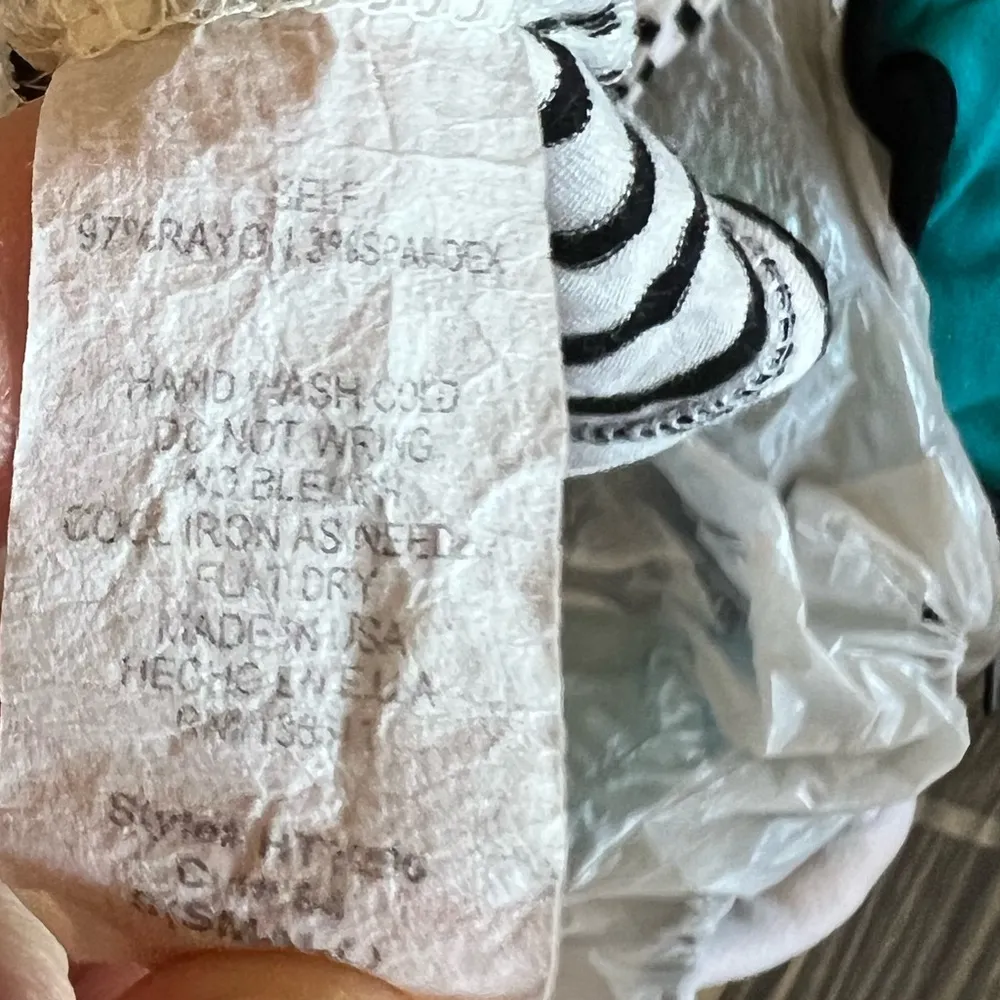 SELF
97% RAYON 3% SPANDEX
HAND WASH COLD
DO NOT WRING
NO BLEACH
COOL IRON AS NEEDED
FLAT DRY
MADE IN USA
HECHO EN E.U.A
Style#